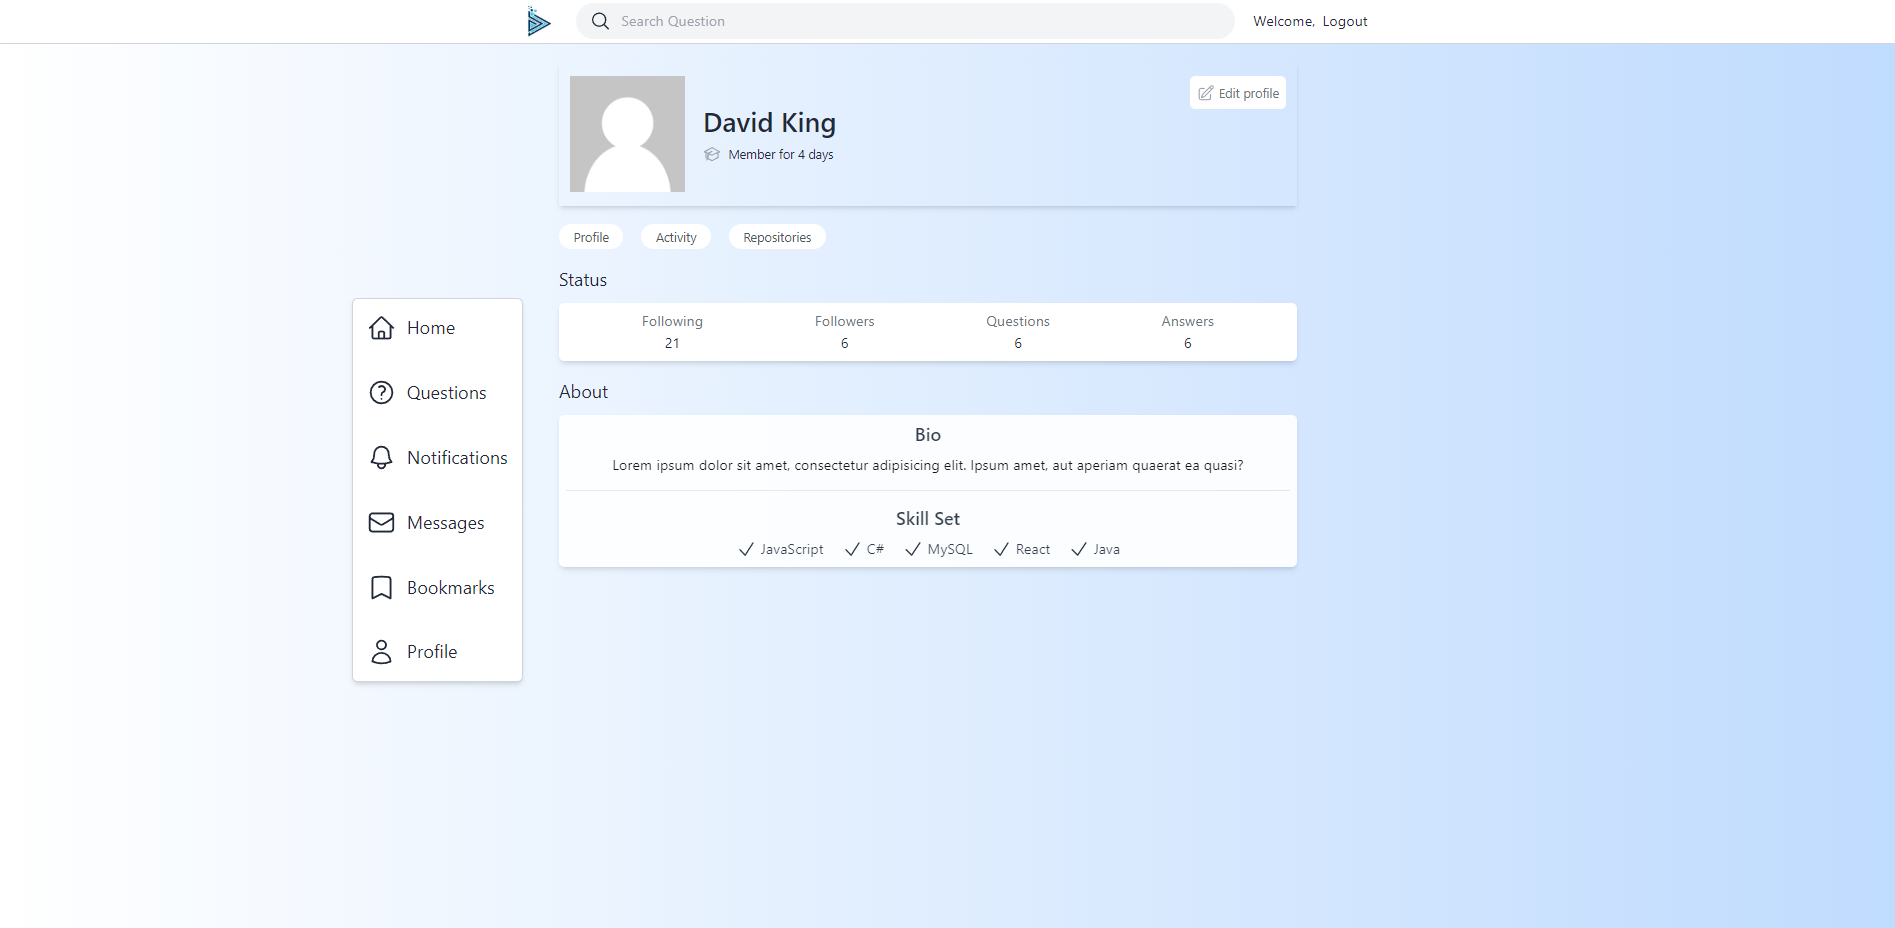 Search Question
Welcome, Logout
David King
Member for 4 days
Edit profile
Profile Activity Repositories
Status
Following Followers Questions Answers
21 6 6 6
About
Bio
Lorem ipsum dolor sit amet, consectetur adipisicing elit. Ipsum amet, aut aperiam quaerat ea quasi?
Skill Set
JavaScript C# MySQL React Java
Home
Questions
Notifications
Messages
Bookmarks
Profile